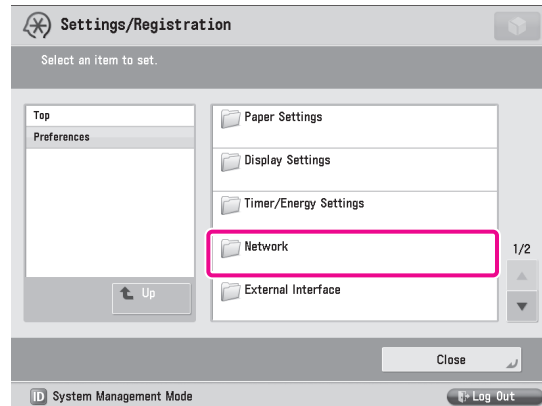 Settings/Registration
Select an item to set.
Top
Preferences
Up
Paper Settings
Display Settings
Timer/Energy Settings
Network
External Interface
1/2
Close
ID System Management Mode
Log Out